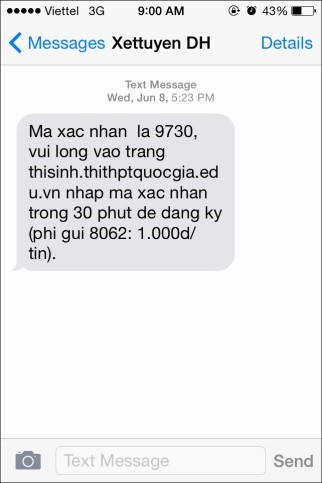 Viettel 3G 9:00 AM 43%
Messages Xettuyen DH Details
Text Message
Wed, Jun 8, 5:23 PM
Ma xac nhan la 9730,
vui long vao trang
thisinh.thithptquocgia.ed
u.vn nhap ma xac nhan
trong 30 phut de dang ky
(phi gui 8062: 1.000d/
tin).
Text Message Send